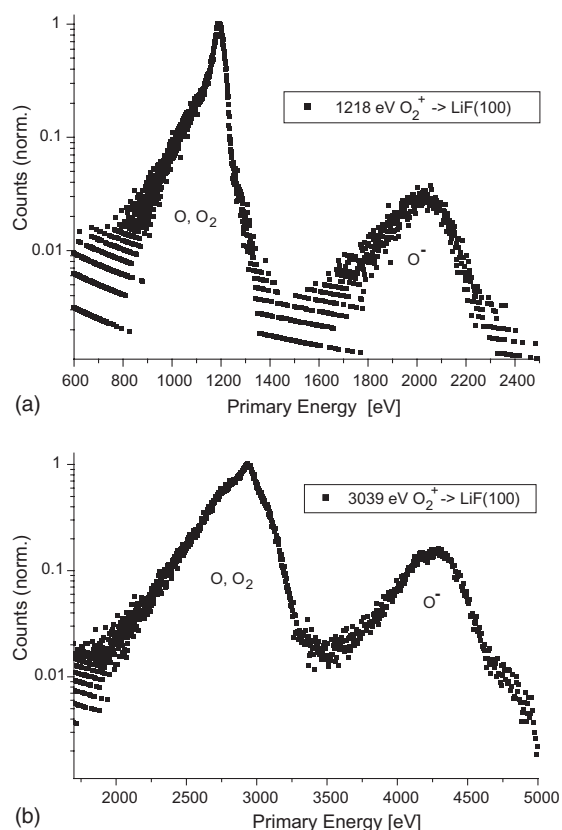 1
0.1
0.01
Counts (norm.)
1218 eV O₂⁺ -> LiF(100)
O, O₂
O⁻
600 800 1000 1200 1400 1600 1800 2000 2200 2400
(a)
Primary Energy [eV]
1
0.1
0.01
Counts (norm.)
3039 eV O₂⁺-> LiF(100)
O, O₂
O⁻
2000 2500 3000 3500 4000 4500 5000
(b)
Primary Energy [eV]